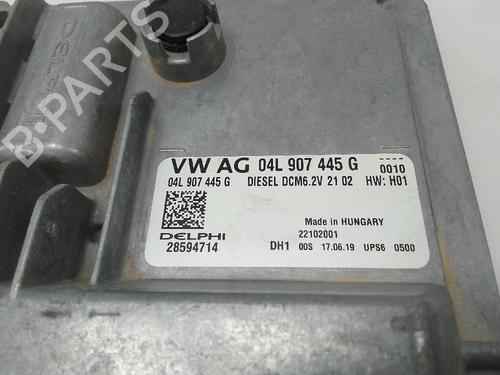 DELPHI
B-PARTS
VW AG 04L 907 445 G 0010
04L 907 445 G DIESEL DCM6.2V 21 02 HW: H01
Made in HUNGARY
22102001
DELPHI
28594714 DH1 00S 17.06.19 UPS6 0500